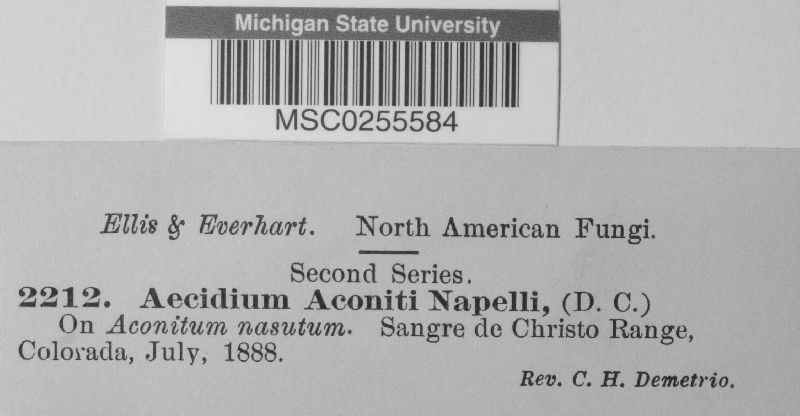 Michigan State University
MSC0255584
Ellis & Everhart. North American Fungi.
Second Series.
2212. Aecidium Aconiti Napelli, (D. C.)
On Aconitum nasutum. Sangre de Christo Range,
Colorada, July, 1888.
Rev. C. H. Demetrio.